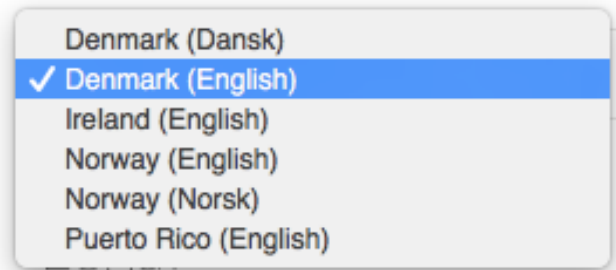 Denmark (Dansk)
✓ Denmark (English)
Ireland (English)
Norway (English)
Norway (Norsk)
Puerto Rico (English)